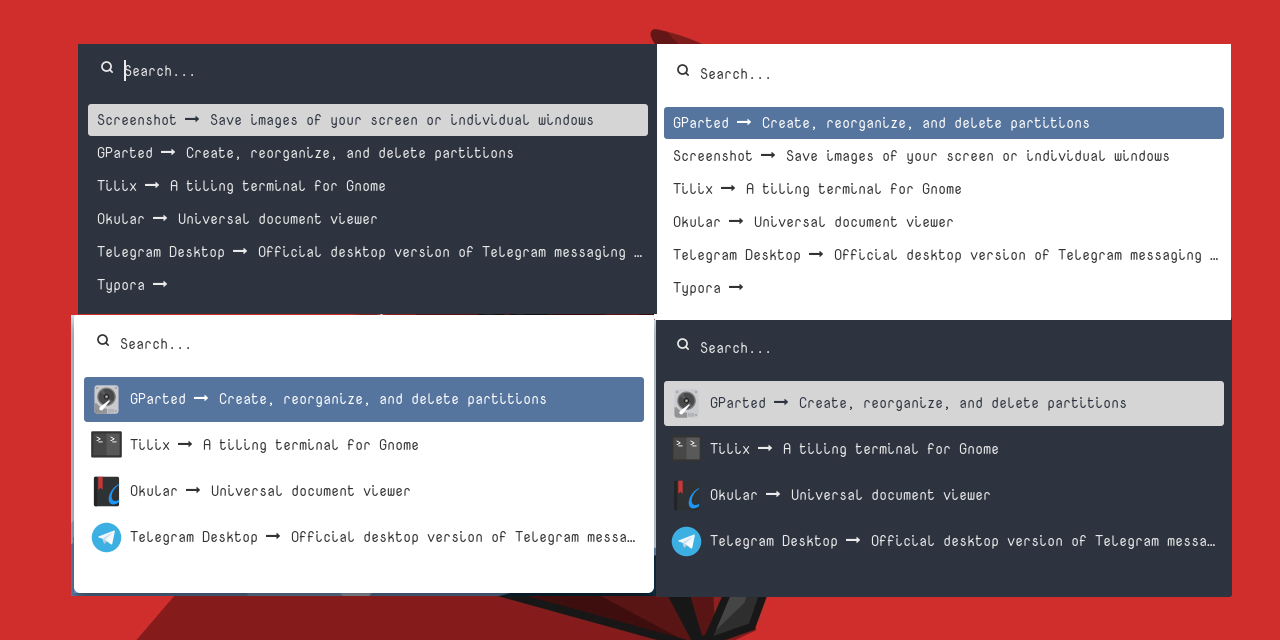 Search...
Screenshot → Save images of your screen or individual windows
GParted → Create, reorganize, and delete partitions
Tilix → A tiling terminal for Gnome
Okular → Universal document viewer
Telegram Desktop → Official desktop version of Telegram messaging …
Typora →
Search...
GParted → Create, reorganize, and delete partitions
Screenshot → Save images of your screen or individual windows
Tilix → A tiling terminal for Gnome
Okular → Universal document viewer
Telegram Desktop → Official desktop version of Telegram messaging …
Typora →
Search...
GParted → Create, reorganize, and delete partitions
Tilix → A tiling terminal for Gnome
Okular → Universal document viewer
Telegram Desktop → Official desktop version of Telegram messa…
Search...
GParted → Create, reorganize, and delete partitions
Tilix → A tiling terminal for Gnome
Okular → Universal document viewer
Telegram Desktop → Official desktop version of Telegram messa…